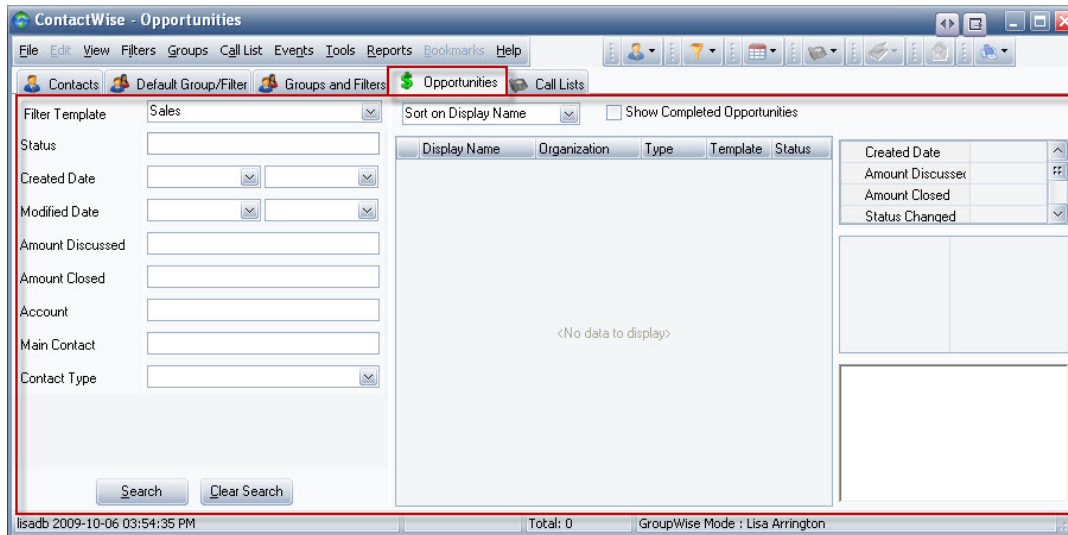 ContactWise - Opportunities
File Edit View Filters Groups Call List Events Tools Reports Bookmarks Help
Contacts Default Group/Filter Groups and Filters $ Opportunities Call Lists
Filter Template Sales Sort on Display Name Show Completed Opportunities
Status
Created Date
Modified Date
Amount Discussed
Amount Closed
Account
Main Contact
Contact Type
Search Clear Search
Display Name Organization Type Template Status
<No data to display>
Created Date
Amount Discussed
Amount Closed
Status Changed
lisadb 2009-10-06 03:54:35 PM Total: 0 GroupWise Mode : Lisa Arrington